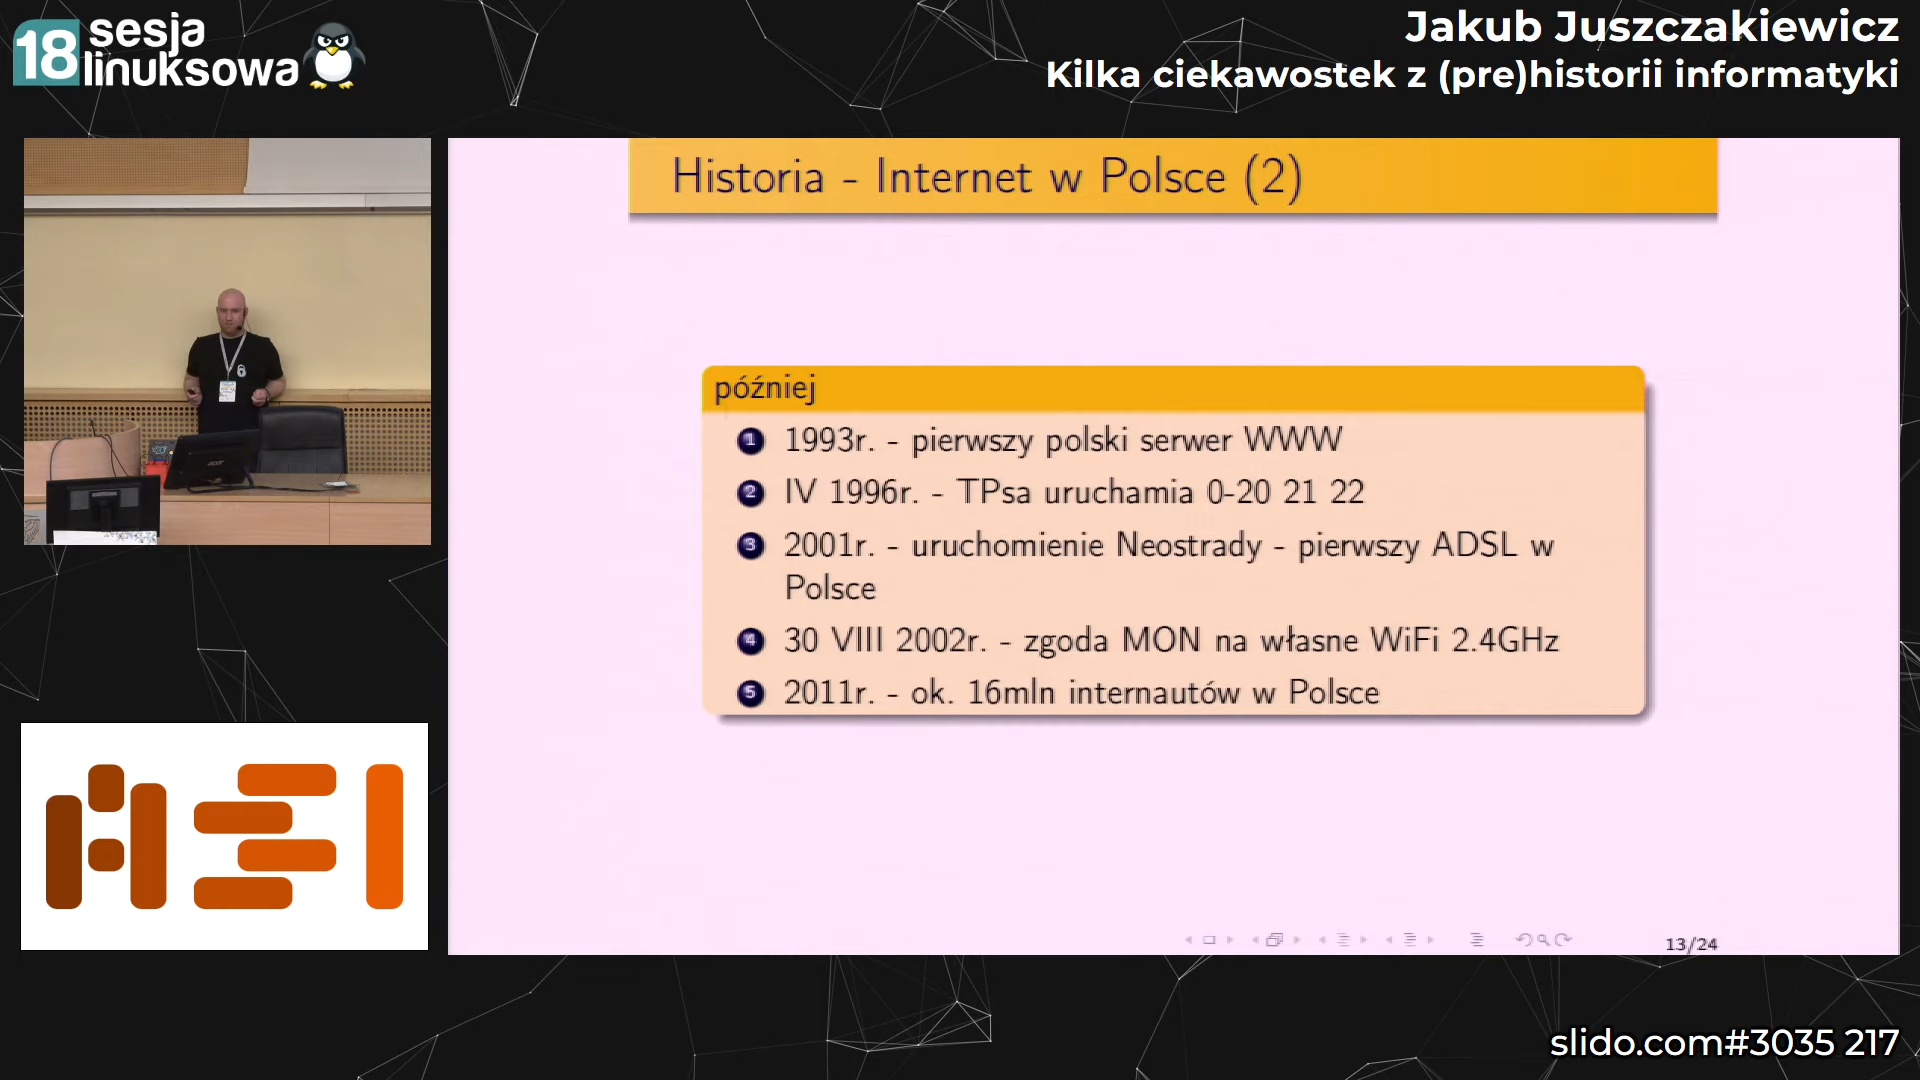 18 sesja
linuksowa
Jakub Juszczakiewicz
Kilka ciekawostek z (pre)historii informatyki
Historia - Internet w Polsce (2)
później
1 1993r. - pierwszy polski serwer WWW
2 IV 1996r. - TPsa uruchamia 0-20 21 22
3 2001r. - uruchomienie Neostrady - pierwszy ADSL w
Polsce
4 30 VIII 2002r. - zgoda MON na własne WiFi 2.4GHz
5 2011r. - ok. 16mln internautów w Polsce
13/24
ASI
slido.com#3035 217